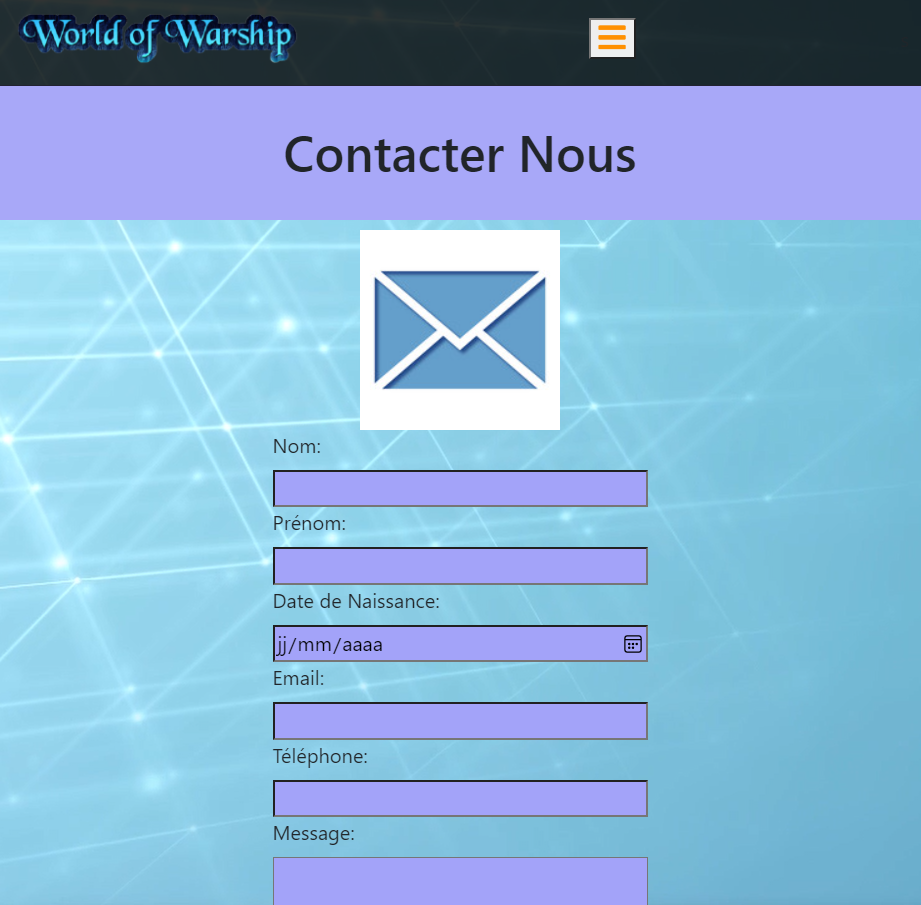 World of Warship
Contacter Nous
Nom:
Prénom:
Date de Naissance:
jj/mm/aaaa
Email:
Téléphone:
Message: